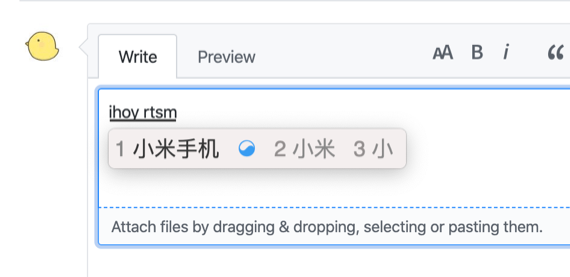 Write Preview AA B i “
ihoy rtsm
1 小米手机 2 小米 3 小
Attach files by dragging & dropping, selecting or pasting them.